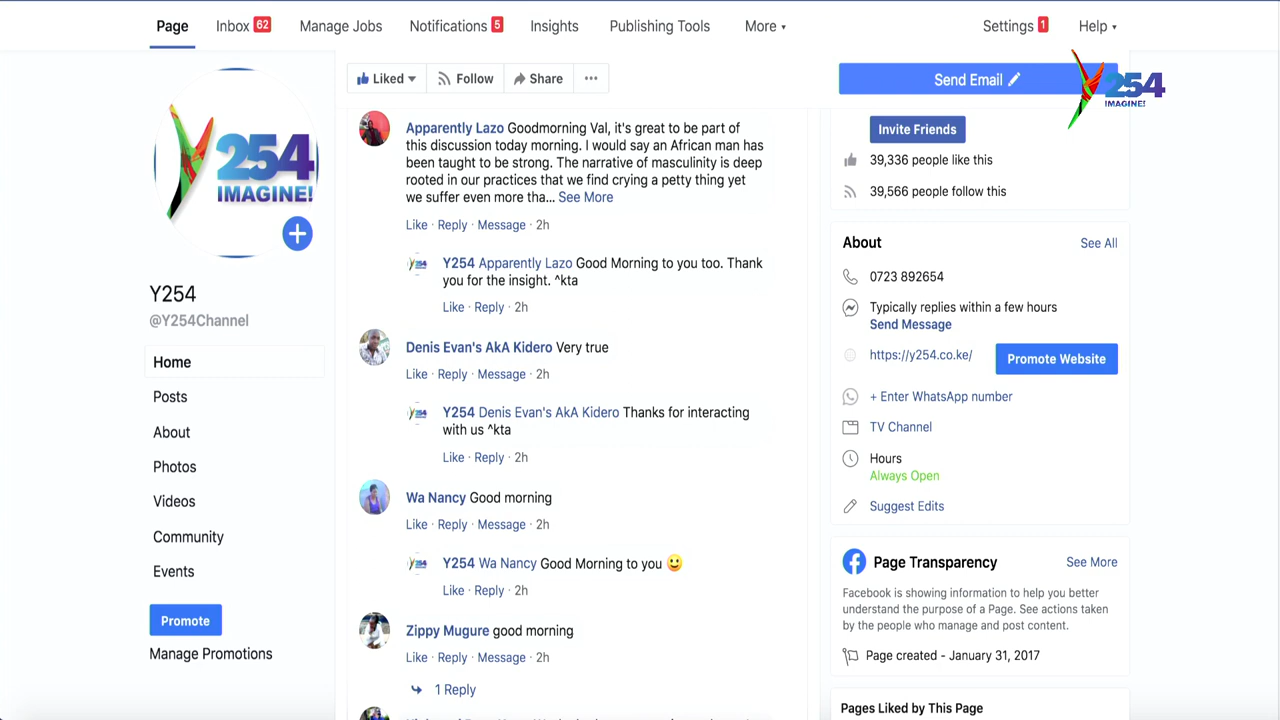 Page
Inbox 62
Manage Jobs
Notifications 5
Insights
Publishing Tools
More
Settings 1
Help
Y254
IMAGINE!
Y254
@Y254Channel
Home
Posts
About
Photos
Videos
Community
Events
Promote
Manage Promotions
Liked
Follow
Share
Apparently Lazo Goodmorning Val, it's great to be part of
this discussion today morning. I would say an African man has
been taught to be strong. The narrative of masculinity is deep
rooted in our practices that we find crying a petty thing yet
we suffer even more tha... See More
Like · Reply · Message · 2h
Y254 Apparently Lazo Good Morning to you too. Thank
you for the insight. ^kta
Like · Reply · 2h
Denis Evan's AkA Kidero Very true
Like · Reply · Message · 2h
Y254 Denis Evan's AkA Kidero Thanks for interacting
with us ^kta
Like · Reply · 2h
Wa Nancy Good morning
Like · Reply · Message · 2h
Y254 Wa Nancy Good Morning to you 😀
Like · Reply · 2h
Zippy Mugure good morning
Like · Reply · Message · 2h
1 Reply
Send Email
Y254
IMAGINE!
Invite Friends
39,336 people like this
39,566 people follow this
About
See All
0723 892654
Typically replies within a few hours
Send Message
https://y254.co.ke/
Promote Website
+ Enter WhatsApp number
TV Channel
Hours
Always Open
Suggest Edits
Page Transparency
See More
Facebook is showing information to help you better
understand the purpose of a Page. See actions taken
by the people who manage and post content.
Page created - January 31, 2017
Pages Liked by This Page